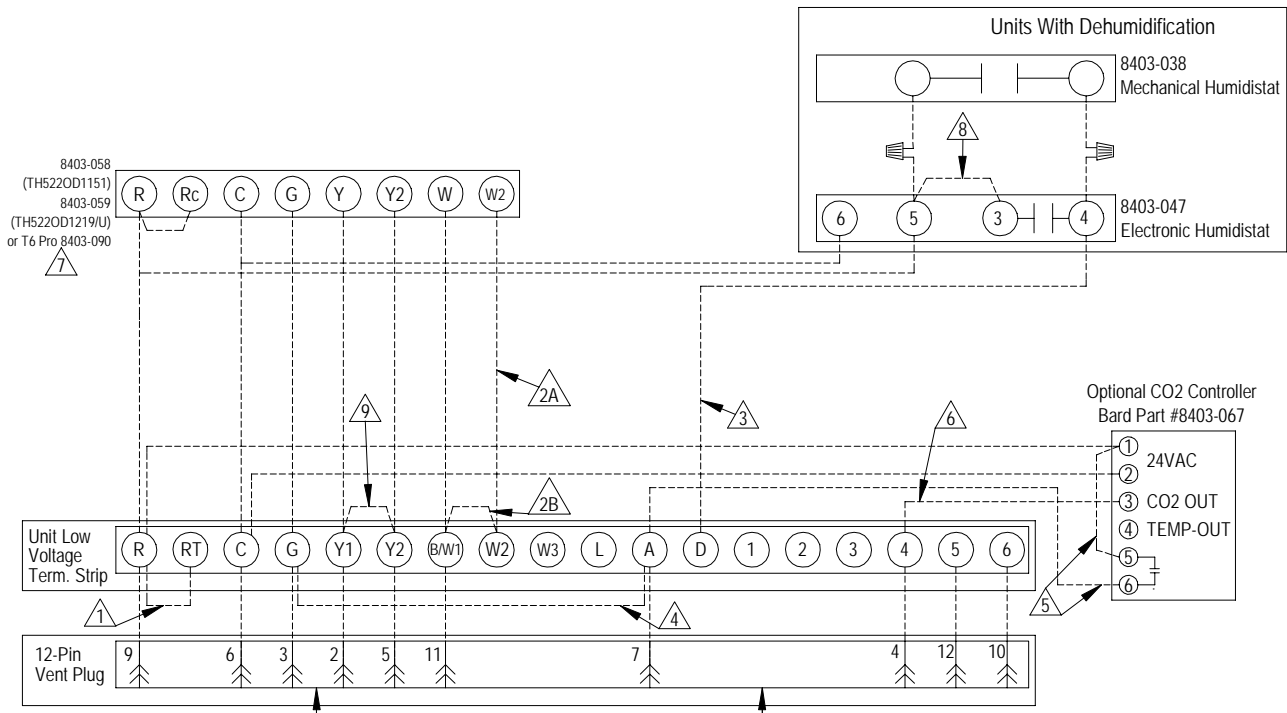 Units With Dehumidification
8403-038
Mechanical Humidistat
8
8403-058
(TH522OD1151)
8403-059
(TH522OD1219/U)
or T6 Pro 8403-090
7
R Rc C G Y Y2 W W2
6 5 3 4
8403-047
Electronic Humidistat
2A
3
9
6
2B
Optional CO2 Controller
Bard Part #8403-067
1
24VAC
2
3 CO2 OUT
4 TEMP-OUT
5
6
5
Unit Low
Voltage
Term. Strip
R RT C G Y1 Y2 B/W1 W2 W3 L A D 1 2 3 4 5 6
1
4
12-Pin
Vent Plug
9 6 3 2 5 11 7 4 12 10